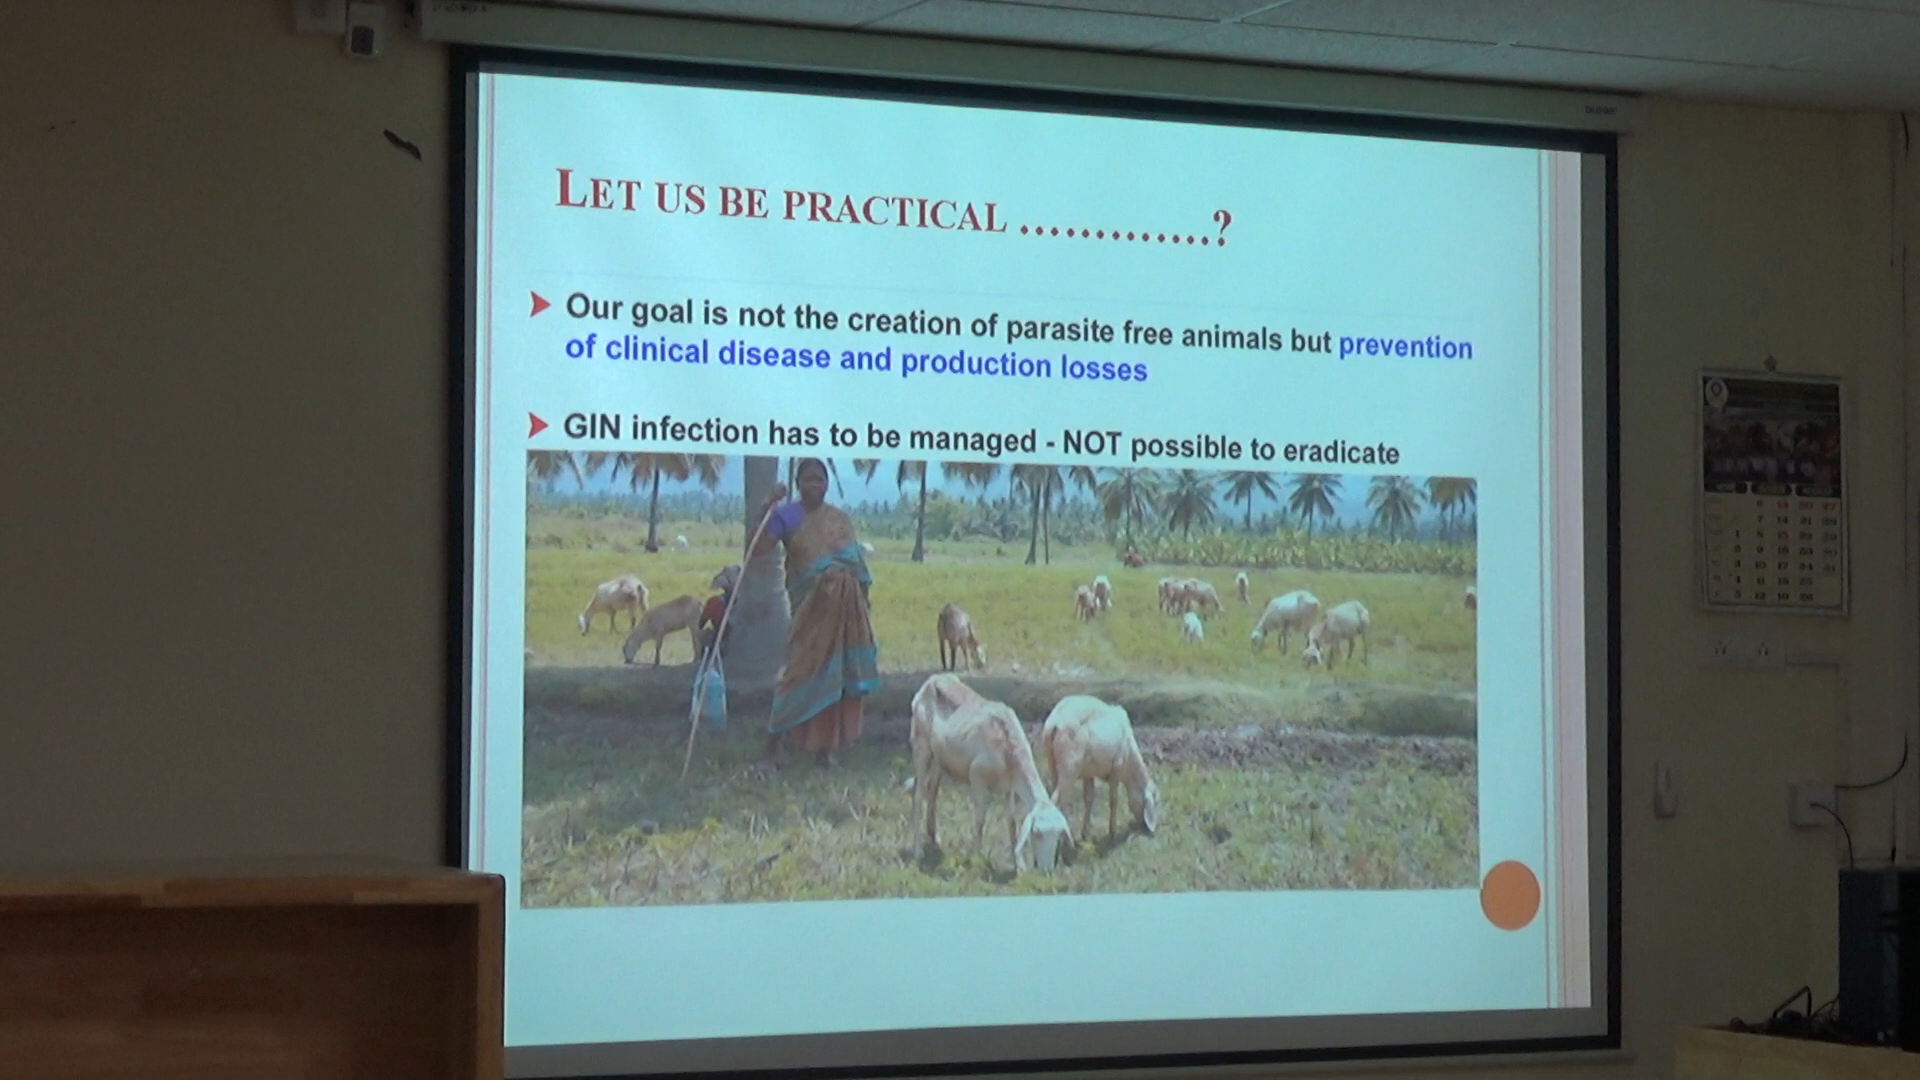 LET US BE PRACTICAL .............?
Our goal is not the creation of parasite free animals but prevention
of clinical disease and production losses
GIN infection has to be managed - NOT possible to eradicate